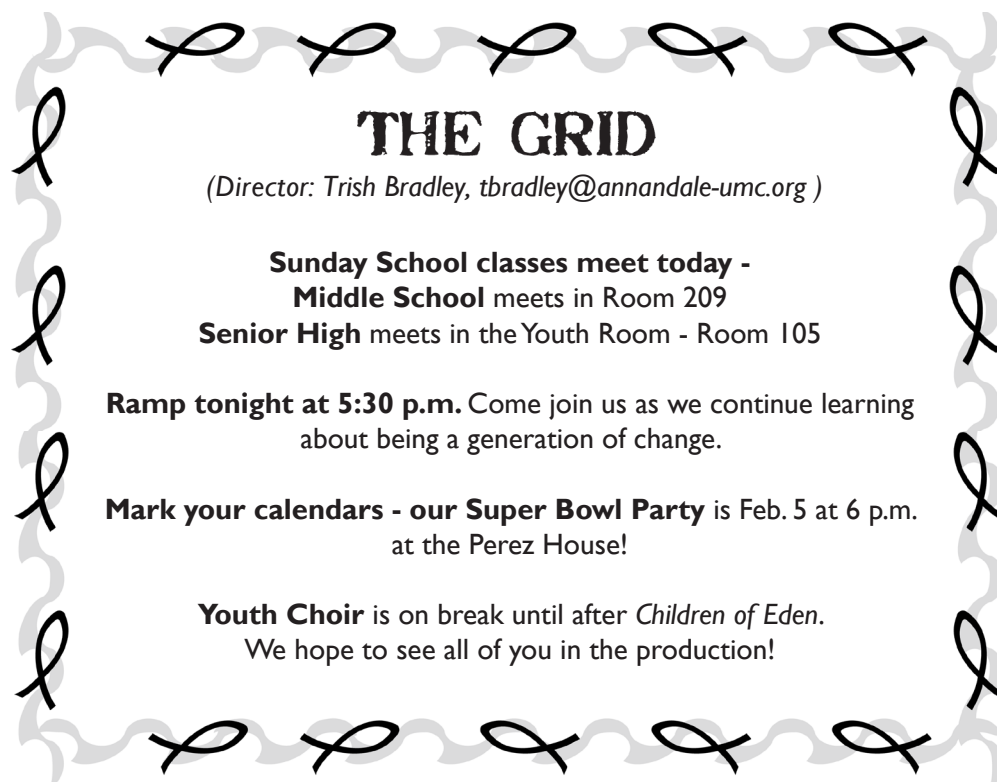 THE GRID
(Director: Trish Bradley, tbradley@annandale-umc.org )
Sunday School classes meet today -
Middle School meets in Room 209
Senior High meets in the Youth Room - Room 105
Ramp tonight at 5:30 p.m. Come join us as we continue learning
about being a generation of change.
Mark your calendars - our Super Bowl Party is Feb. 5 at 6 p.m.
at the Perez House!
Youth Choir is on break until after Children of Eden.
We hope to see all of you in the production!